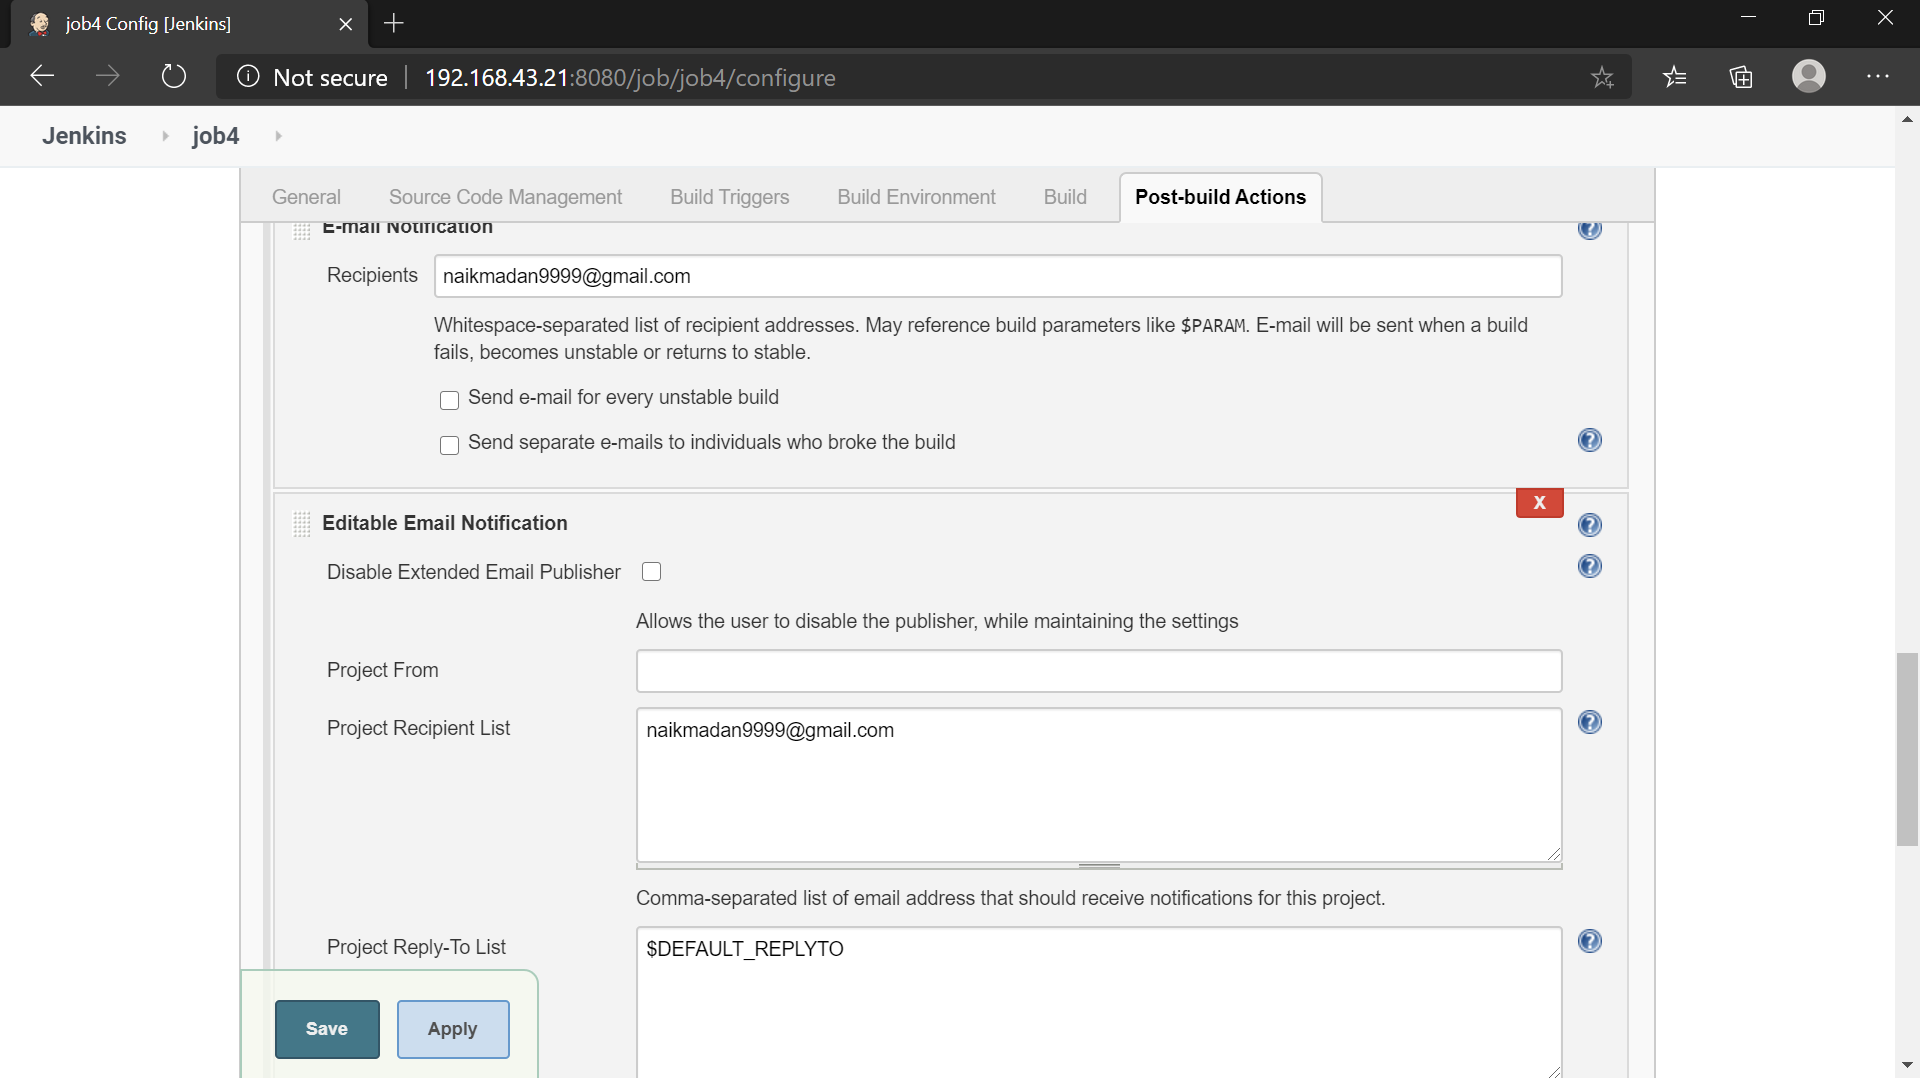 job4 Config [Jenkins]
Not secure
192.168.43.21:8080/job/job4/configure
Jenkins
job4
General
Source Code Management
Build Triggers
Build Environment
Build
Post-build Actions
E-mail Notification
Recipients
naikmadan9999@gmail.com
Whitespace-separated list of recipient addresses. May reference build parameters like $PARAM. E-mail will be sent when a build
fails, becomes unstable or returns to stable.
Send e-mail for every unstable build
Send separate e-mails to individuals who broke the build
X
Editable Email Notification
Disable Extended Email Publisher
Allows the user to disable the publisher, while maintaining the settings
Project From
Project Recipient List
naikmadan9999@gmail.com
Comma-separated list of email address that should receive notifications for this project.
Project Reply-To List
$DEFAULT_REPLYTO
Save
Apply